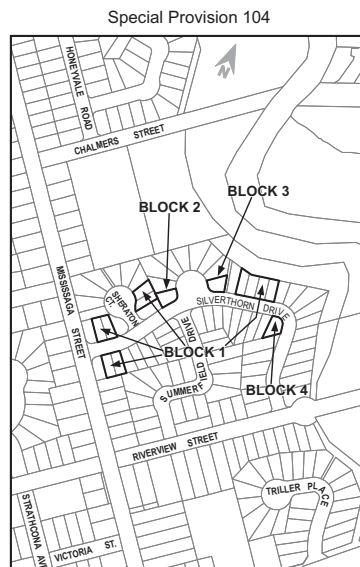 Special Provision 104
HONEYVALE
ROAD
N
CHALMERS STREET
BLOCK 3
BLOCK 2
MISSISSAGA STREET
SHERATON
CT.
SILVERTHORN DRIVE
BLOCK 1
SUMMERFIELD DRIVE
BLOCK 4
RIVERVIEW STREET
TRILLER PLACE
STRATHCONA AV
VICTORIA ST.